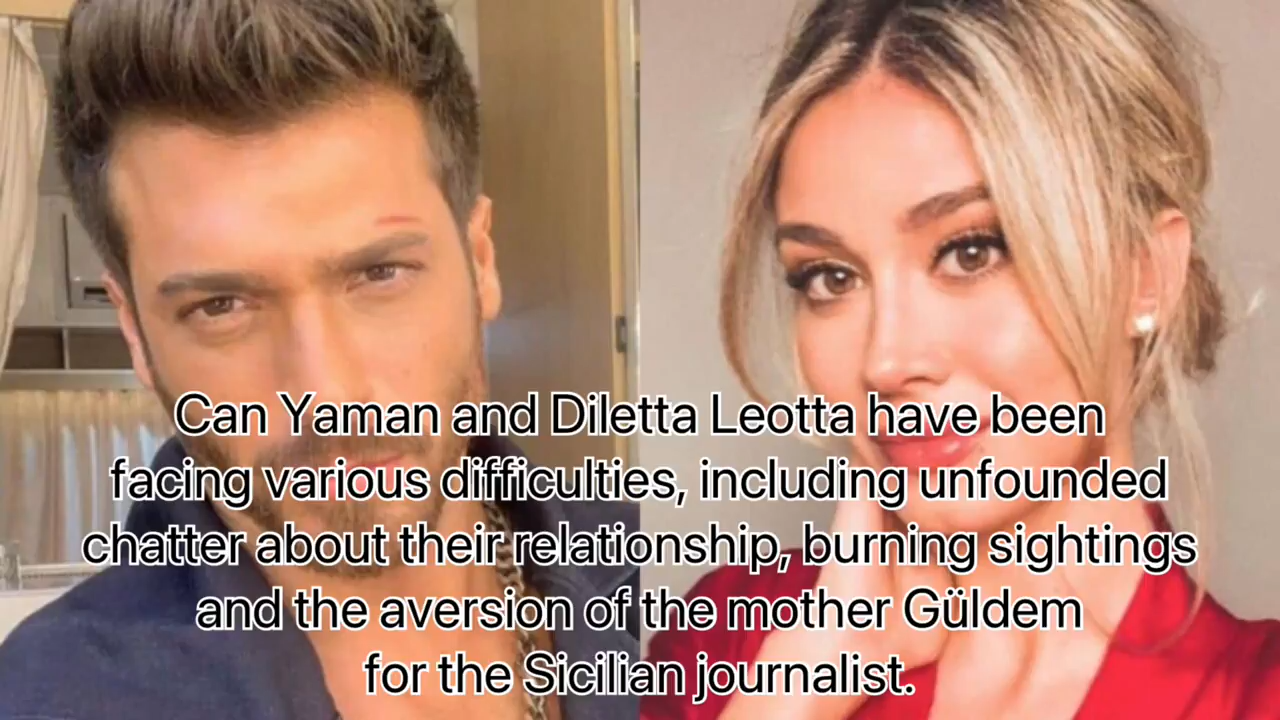 Can Yaman and Diletta Leotta have been
facing various difficulties, including unfounded
chatter about their relationship, burning sightings
and the aversion of the mother Güldem
for the Sicilian journalist.